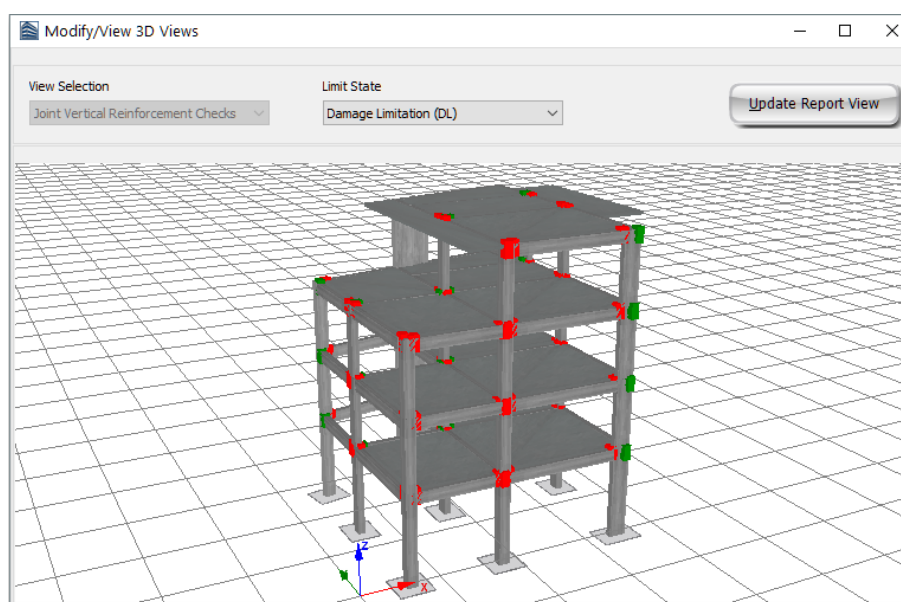 Modify/View 3D Views
View Selection
Limit State
Joint Vertical Reinforcement Checks
Damage Limitation (DL)
Update Report View
Z
X